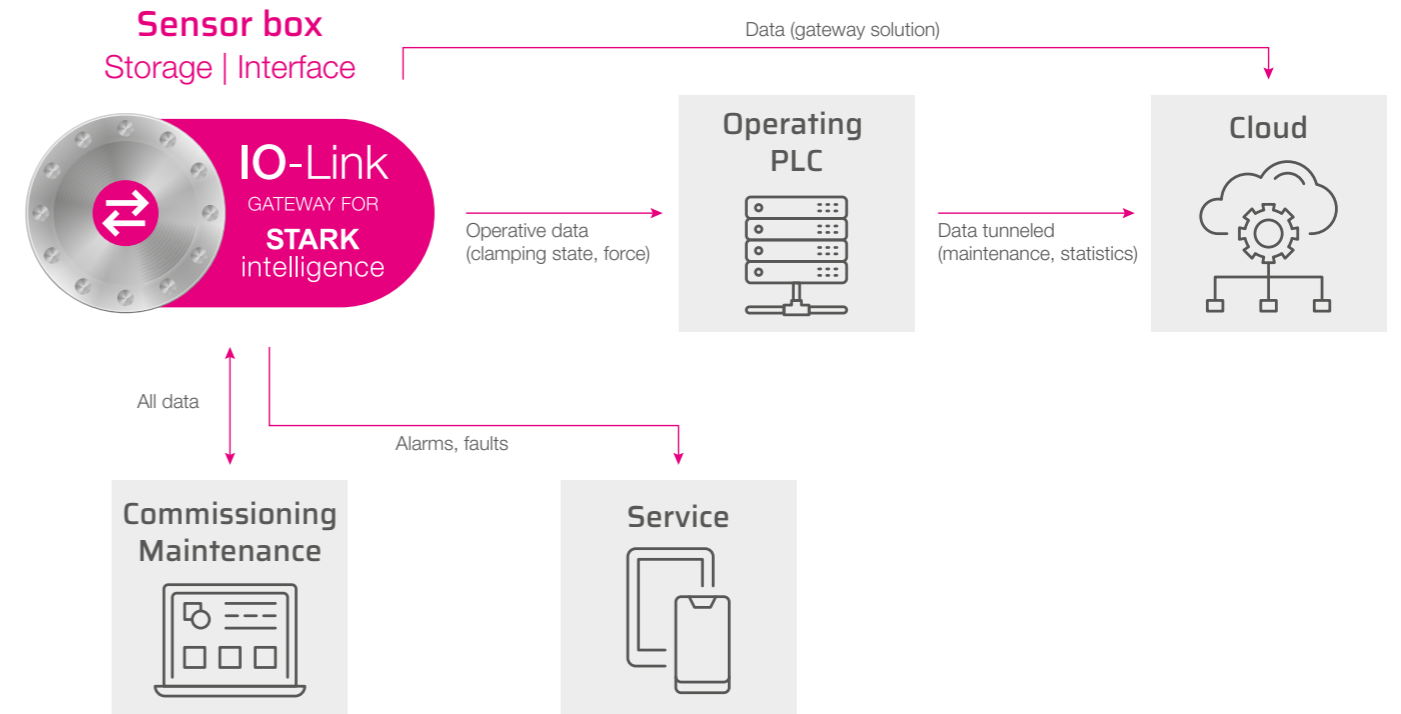 Sensor box
Storage | Interface
Data (gateway solution)
IO-Link
GATEWAY FOR
STARK
intelligence
Operative data
(clamping state, force)
Operating
PLC
Data tunneled
(maintenance, statistics)
Cloud
All data
Alarms, faults
Commissioning
Maintenance
Service